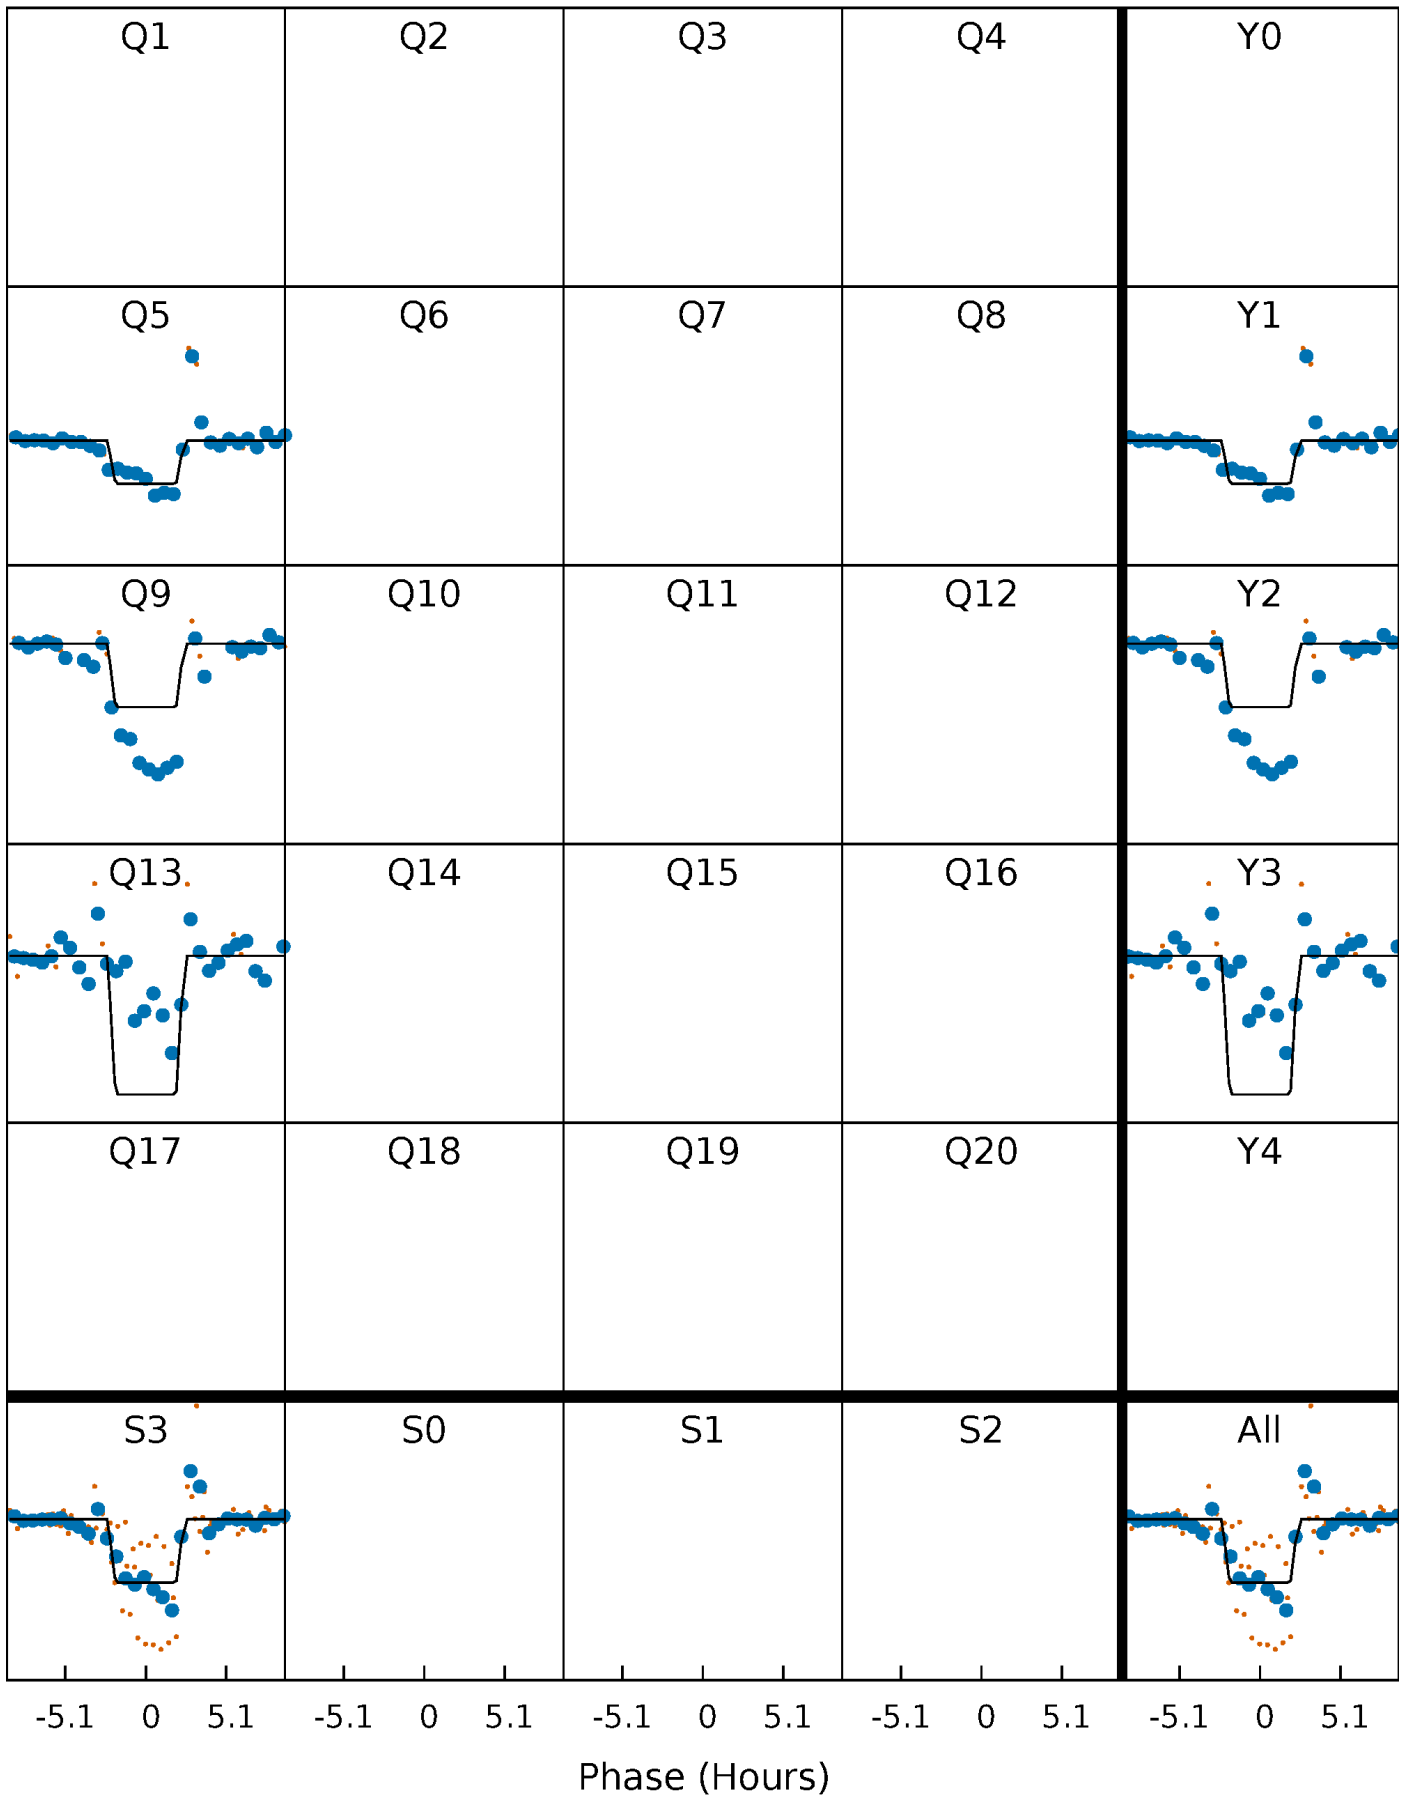 Q1 Q2 Q3 Q4 Y0
Q5 Q6 Q7 Q8 Y1
Q9 Q10 Q11 Q12 Y2
Q13 Q14 Q15 Q16 Y3
Q17 Q18 Q19 Q20 Y4
S3 S0 S1 S2 All
-5.1 0 5.1 -5.1 0 5.1 -5.1 0 5.1 -5.1 0 5.1 -5.1 0 5.1
Phase (Hours)